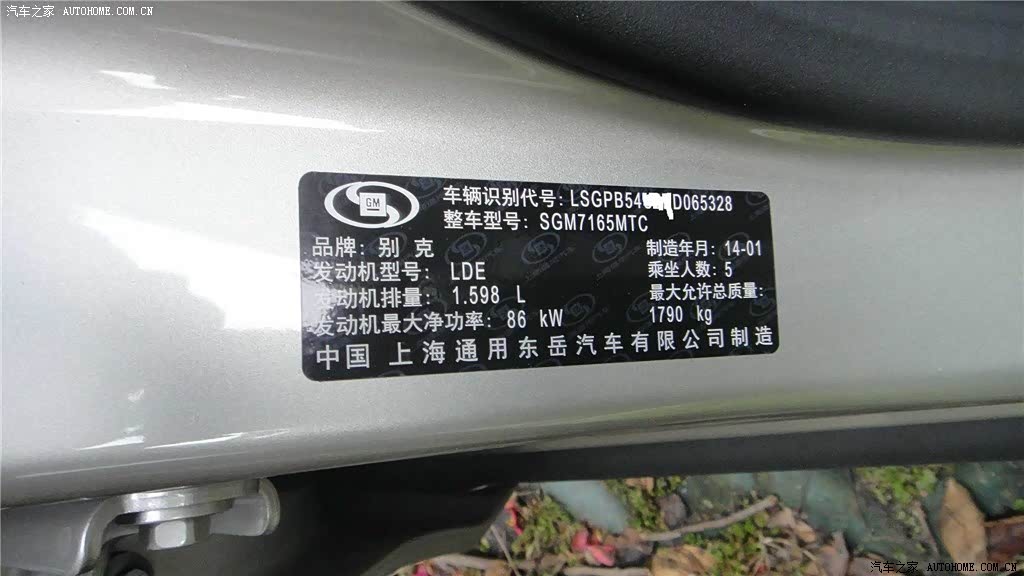 汽车之家 AUTOHOME.COM.CN
GM
车辆识别代号: LSGPB54 D065328
整车型号: SGM7165MTC
品牌: 别克 制造年月: 14-01
发动机型号: LDE 乘坐人数: 5
发动机排量: 1.598 L 最大允许总质量:
发动机最大净功率: 86 kW 1790 kg
中国 上海通用东岳汽车有限公司制造
汽车之家 AUTOHOME.COM.CN